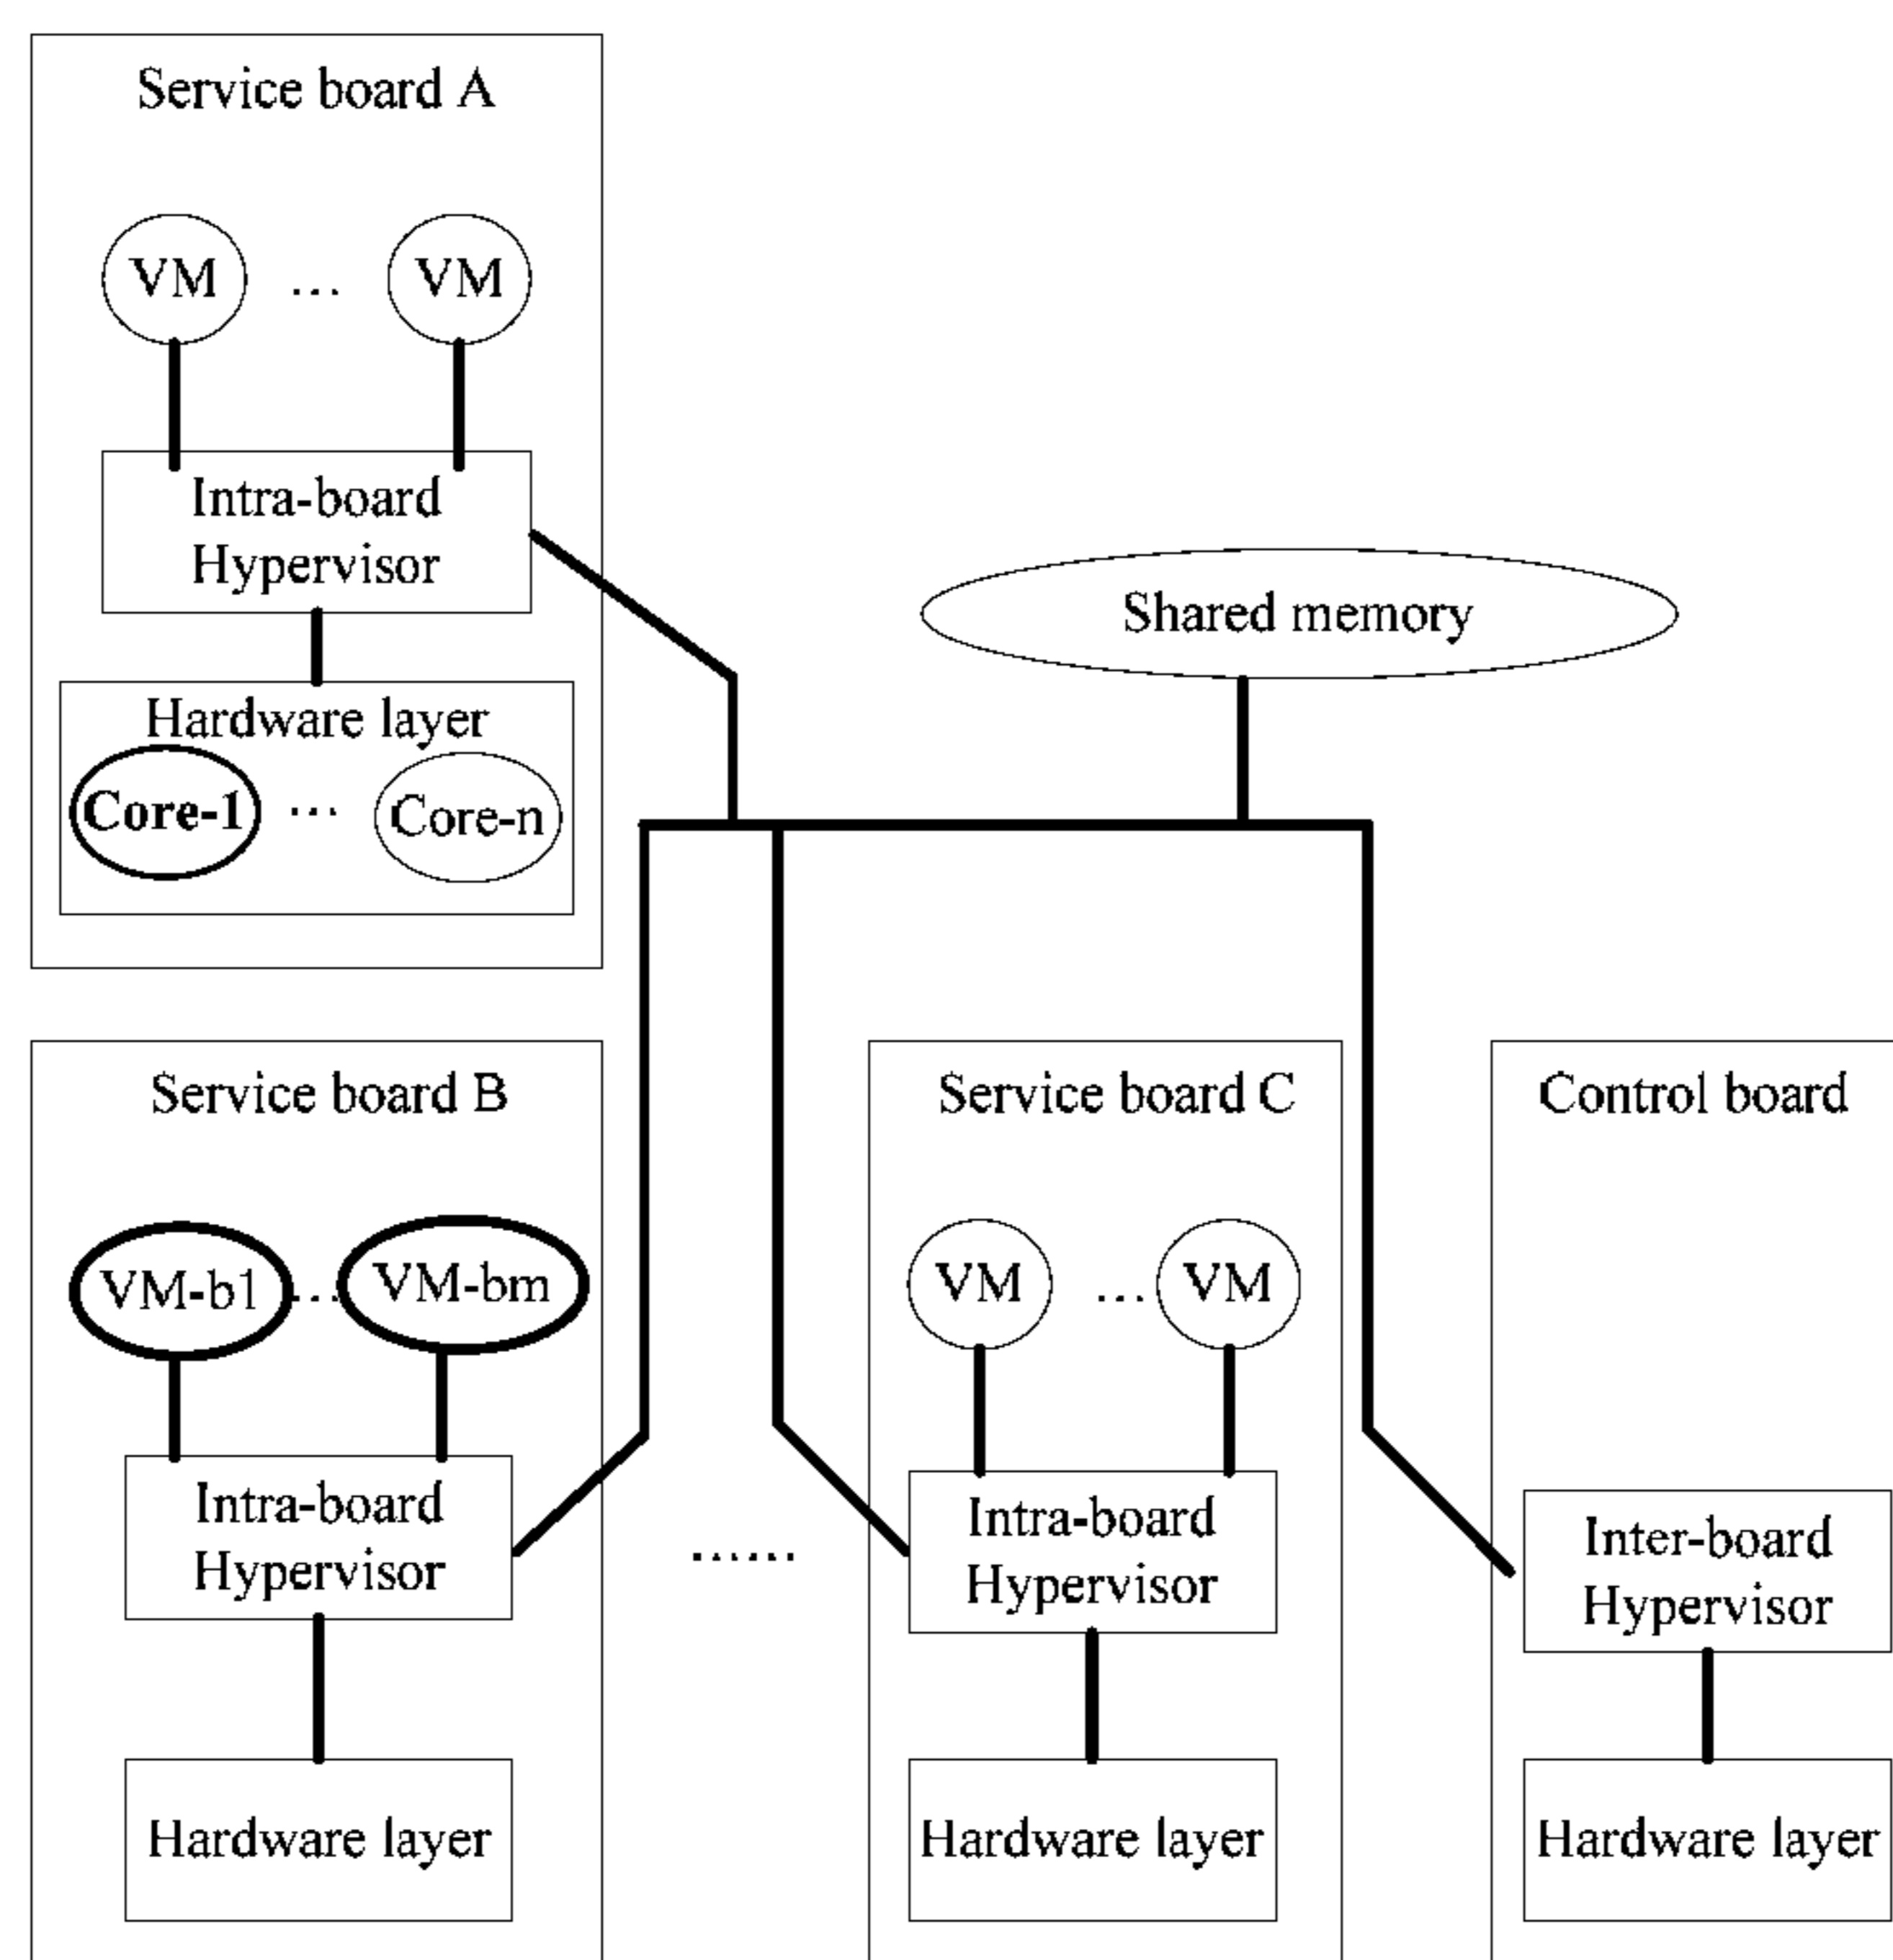 Service board A
VM ... VM
Intra-board
Hypervisor
Shared memory
Hardware layer
Core-1 ... Core-n
Service board B
VM-b1 ... VM-bm
Intra-board
Hypervisor
Hardware layer
......
Service board C
VM ... VM
Intra-board
Hypervisor
Hardware layer
Control board
Inter-board
Hypervisor
Hardware layer